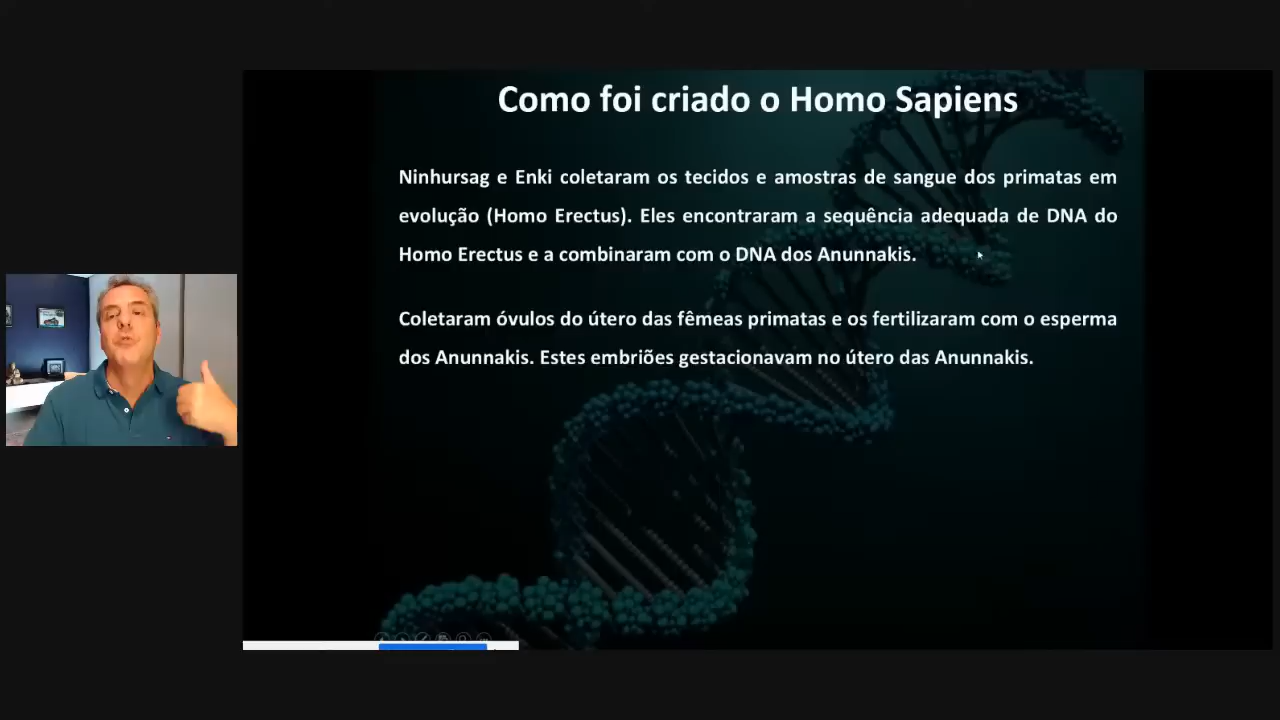 Como foi criado o Homo Sapiens
Ninhursag e Enki coletaram os tecidos e amostras de sangue dos primatas em
evolução (Homo Erectus). Eles encontraram a sequência adequada de DNA do
Homo Erectus e a combinaram com o DNA dos Anunnakis.
Coletaram óvulos do útero das fêmeas primatas e os fertilizaram com o esperma
dos Anunnakis. Estes embriões gestacionavam no útero das Anunnakis.